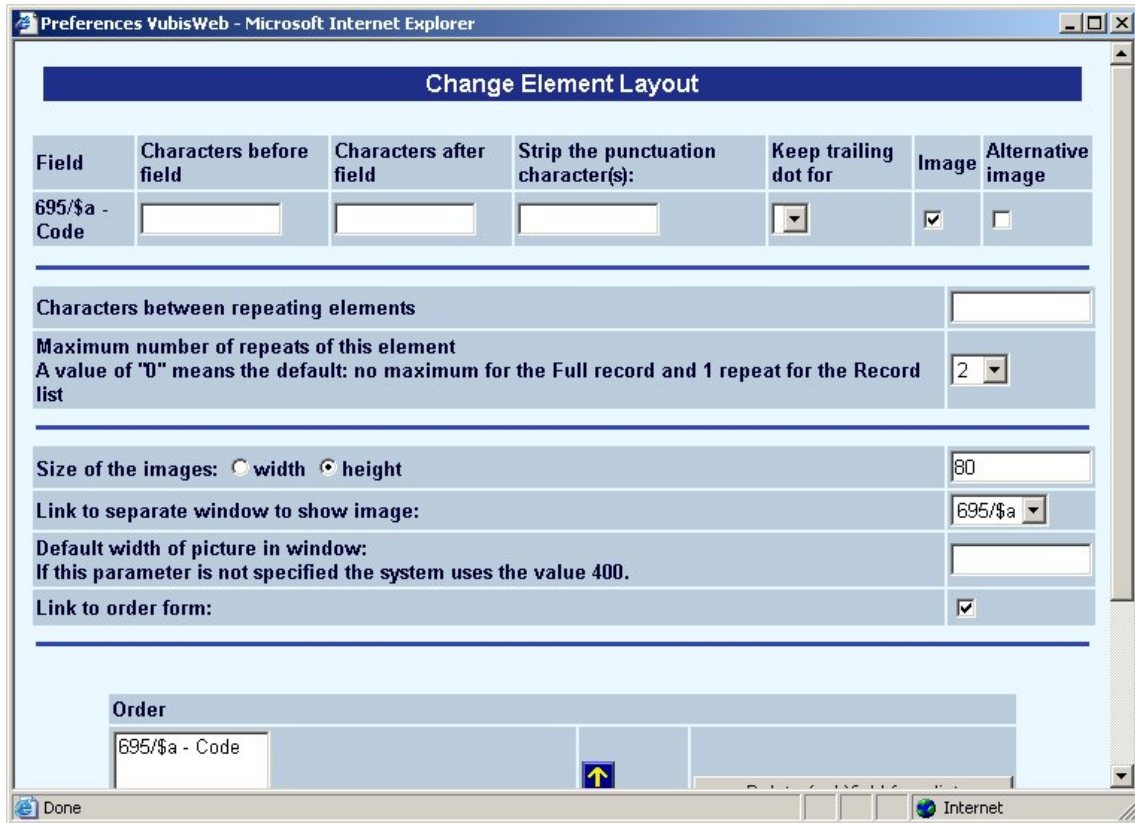 Preferences VubisWeb - Microsoft Internet Explorer
Change Element Layout
Field
Characters before field
Characters after field
Strip the punctuation character(s):
Keep trailing dot for
Image
Alternative image
695/$a - Code
Characters between repeating elements
Maximum number of repeats of this element
A value of "0" means the default: no maximum for the Full record and 1 repeat for the Record list
2
Size of the images: width height
80
Link to separate window to show image:
695/$a
Default width of picture in window:
If this parameter is not specified the system uses the value 400.
Link to order form:
Order
695/$a - Code
Done
Internet